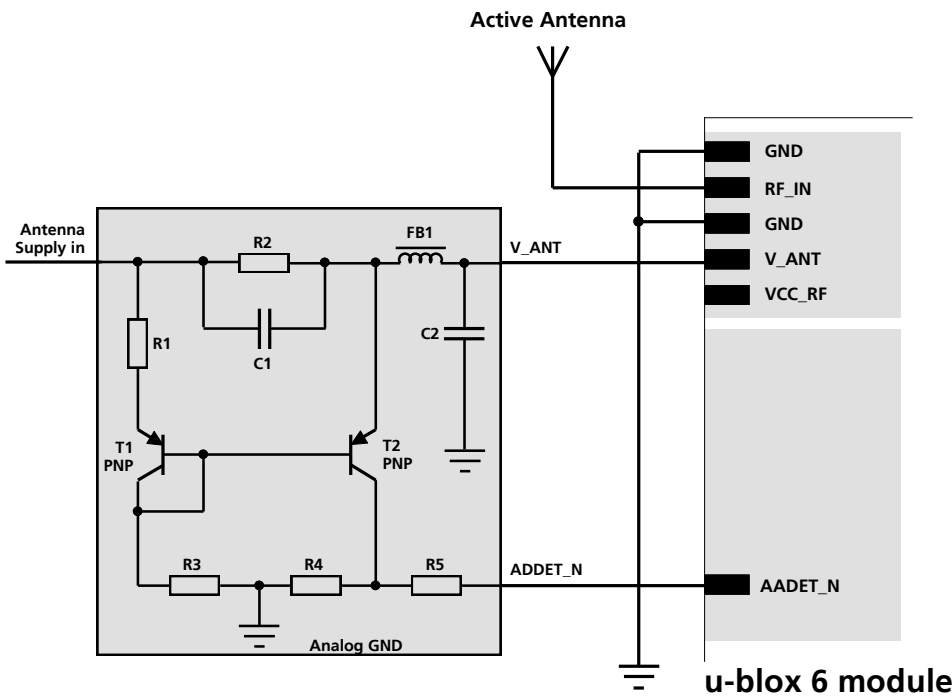 Active Antenna
GND
RF_IN
GND
V_ANT
VCC_RF
Antenna
Supply in
R2
FB1
V_ANT
R1
C1
C2
T1
PNP
T2
PNP
R3
R4
R5
ADDET_N
AADET_N
Analog GND
u-blox 6 module